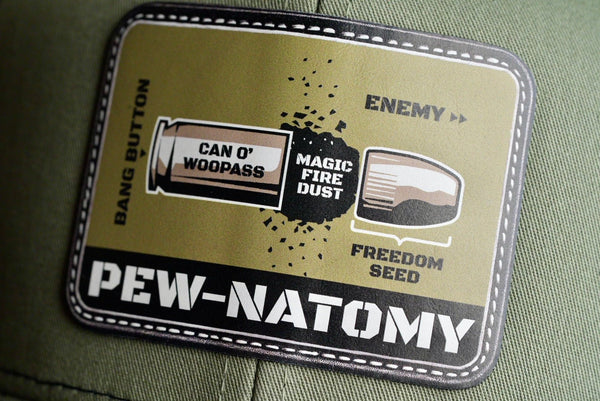 BANG BUTTON
CAN O'
WOOPASS
MAGIC
FIRE
DUST
ENEMY
FREEDOM
SEED
PEW-NATOMY